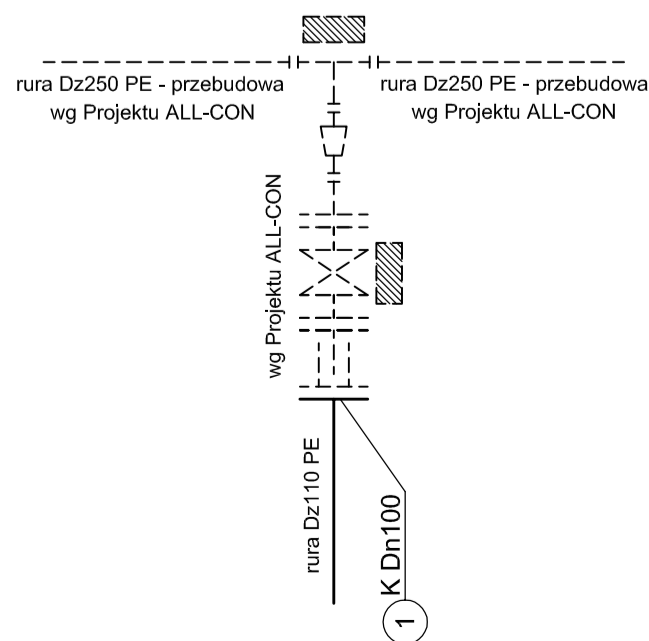 rura Dz250 PE - przebudowa
wg Projektu ALL-CON
rura Dz250 PE - przebudowa
wg Projektu ALL-CON
wg Projektu ALL-CON
rura Dz110 PE
K Dn100
1